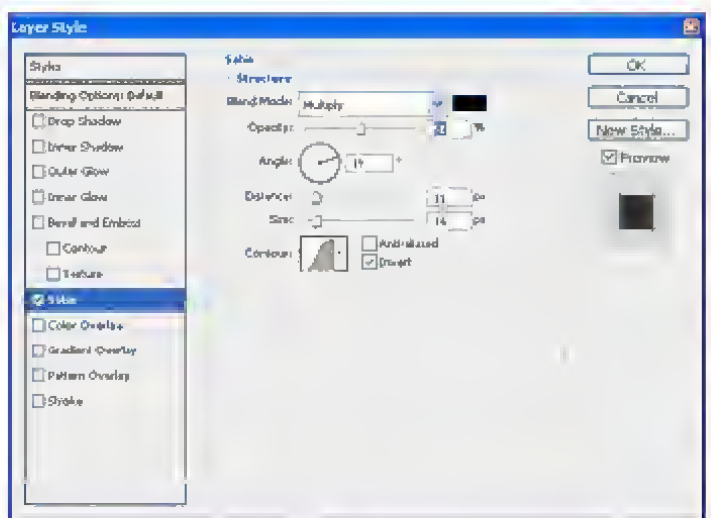 Layer Style
Styles
Blending Options: Default
Drop Shadow
Inner Shadow
Outer Glow
Inner Glow
Bevel and Emboss
Contour
Texture
Satin
Color Overlay
Gradient Overlay
Pattern Overlay
Stroke
Satin
Structure
Blend Mode: Multiply
Opacity: %
Angle: 19 °
Distance: 11 px
Size: 14 px
Contour: Anti-aliased
Invert
OK
Cancel
New Style...
Preview